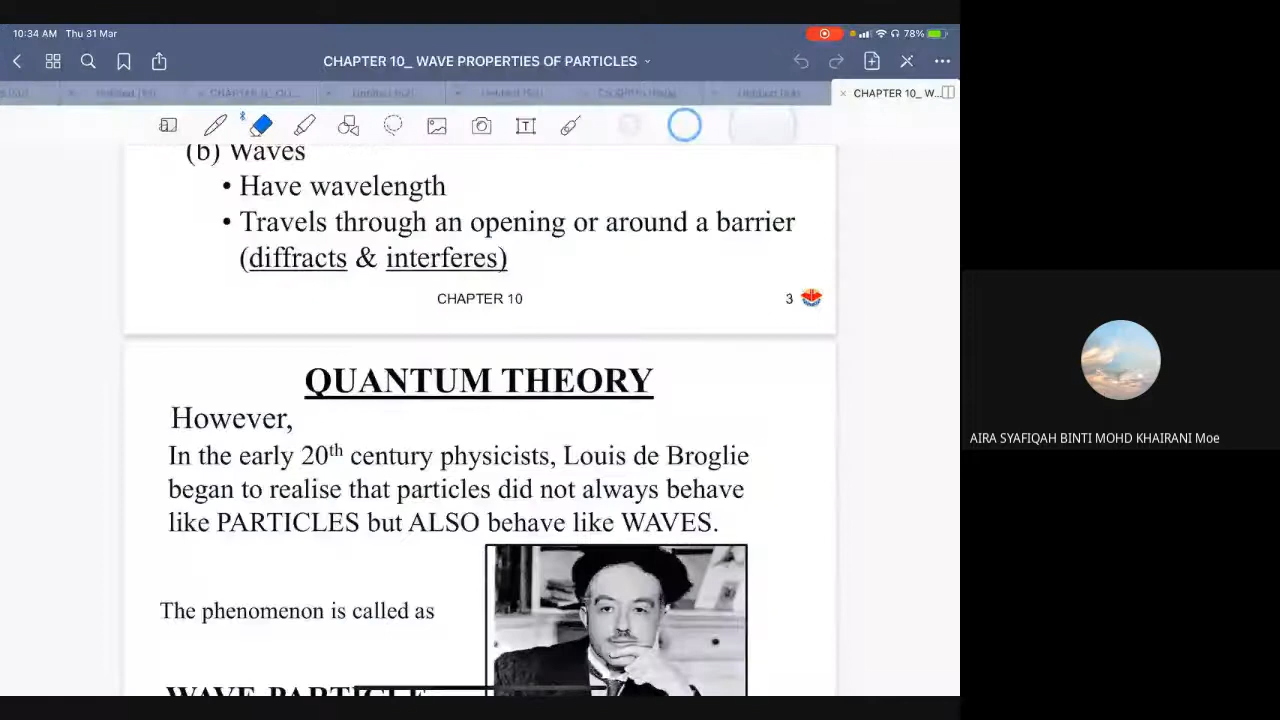 10:34 AM Thu 31 Mar
78%
CHAPTER 10_ WAVE PROPERTIES OF PARTICLES
CHAPTER 10_ W...
(b) Waves
• Have wavelength
• Travels through an opening or around a barrier
(diffracts & interferes)
CHAPTER 10
3
QUANTUM THEORY
However,
In the early 20th century physicists, Louis de Broglie
began to realise that particles did not always behave
like PARTICLES but ALSO behave like WAVES.
The phenomenon is called as
WAVE-PARTICLE
AIRA SYAFIQAH BINTI MOHD KHAIRANI Moe